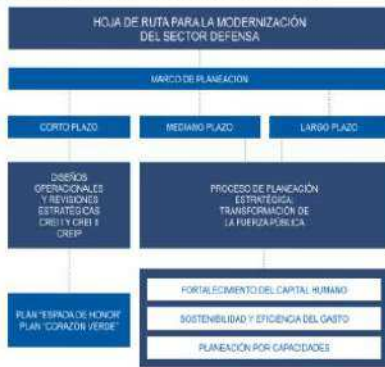 HOJA DE RUTA PARA LA MODERNIZACIÓN
DEL SECTOR DEFENSA
MARCO DE PLANEACIÓN
CORTO PLAZO
MEDIANO PLAZO
LARGO PLAZO
DISEÑOS
OPERACIONALES
Y REVISIONES
ESTRATÉGICAS
CREI I Y CREI II
CREIP
PROCESO DE PLANEACIÓN
ESTRATÉGICA:
TRANSFORMACIÓN DE
LA FUERZA PÚBLICA
PLAN "ESPADA DE HONOR"
PLAN "CORAZÓN VERDE"
FORTALECIMIENTO DEL CAPITAL HUMANO
SOSTENIBILIDAD Y EFICIENCIA DEL GASTO
PLANEACIÓN POR CAPACIDADES